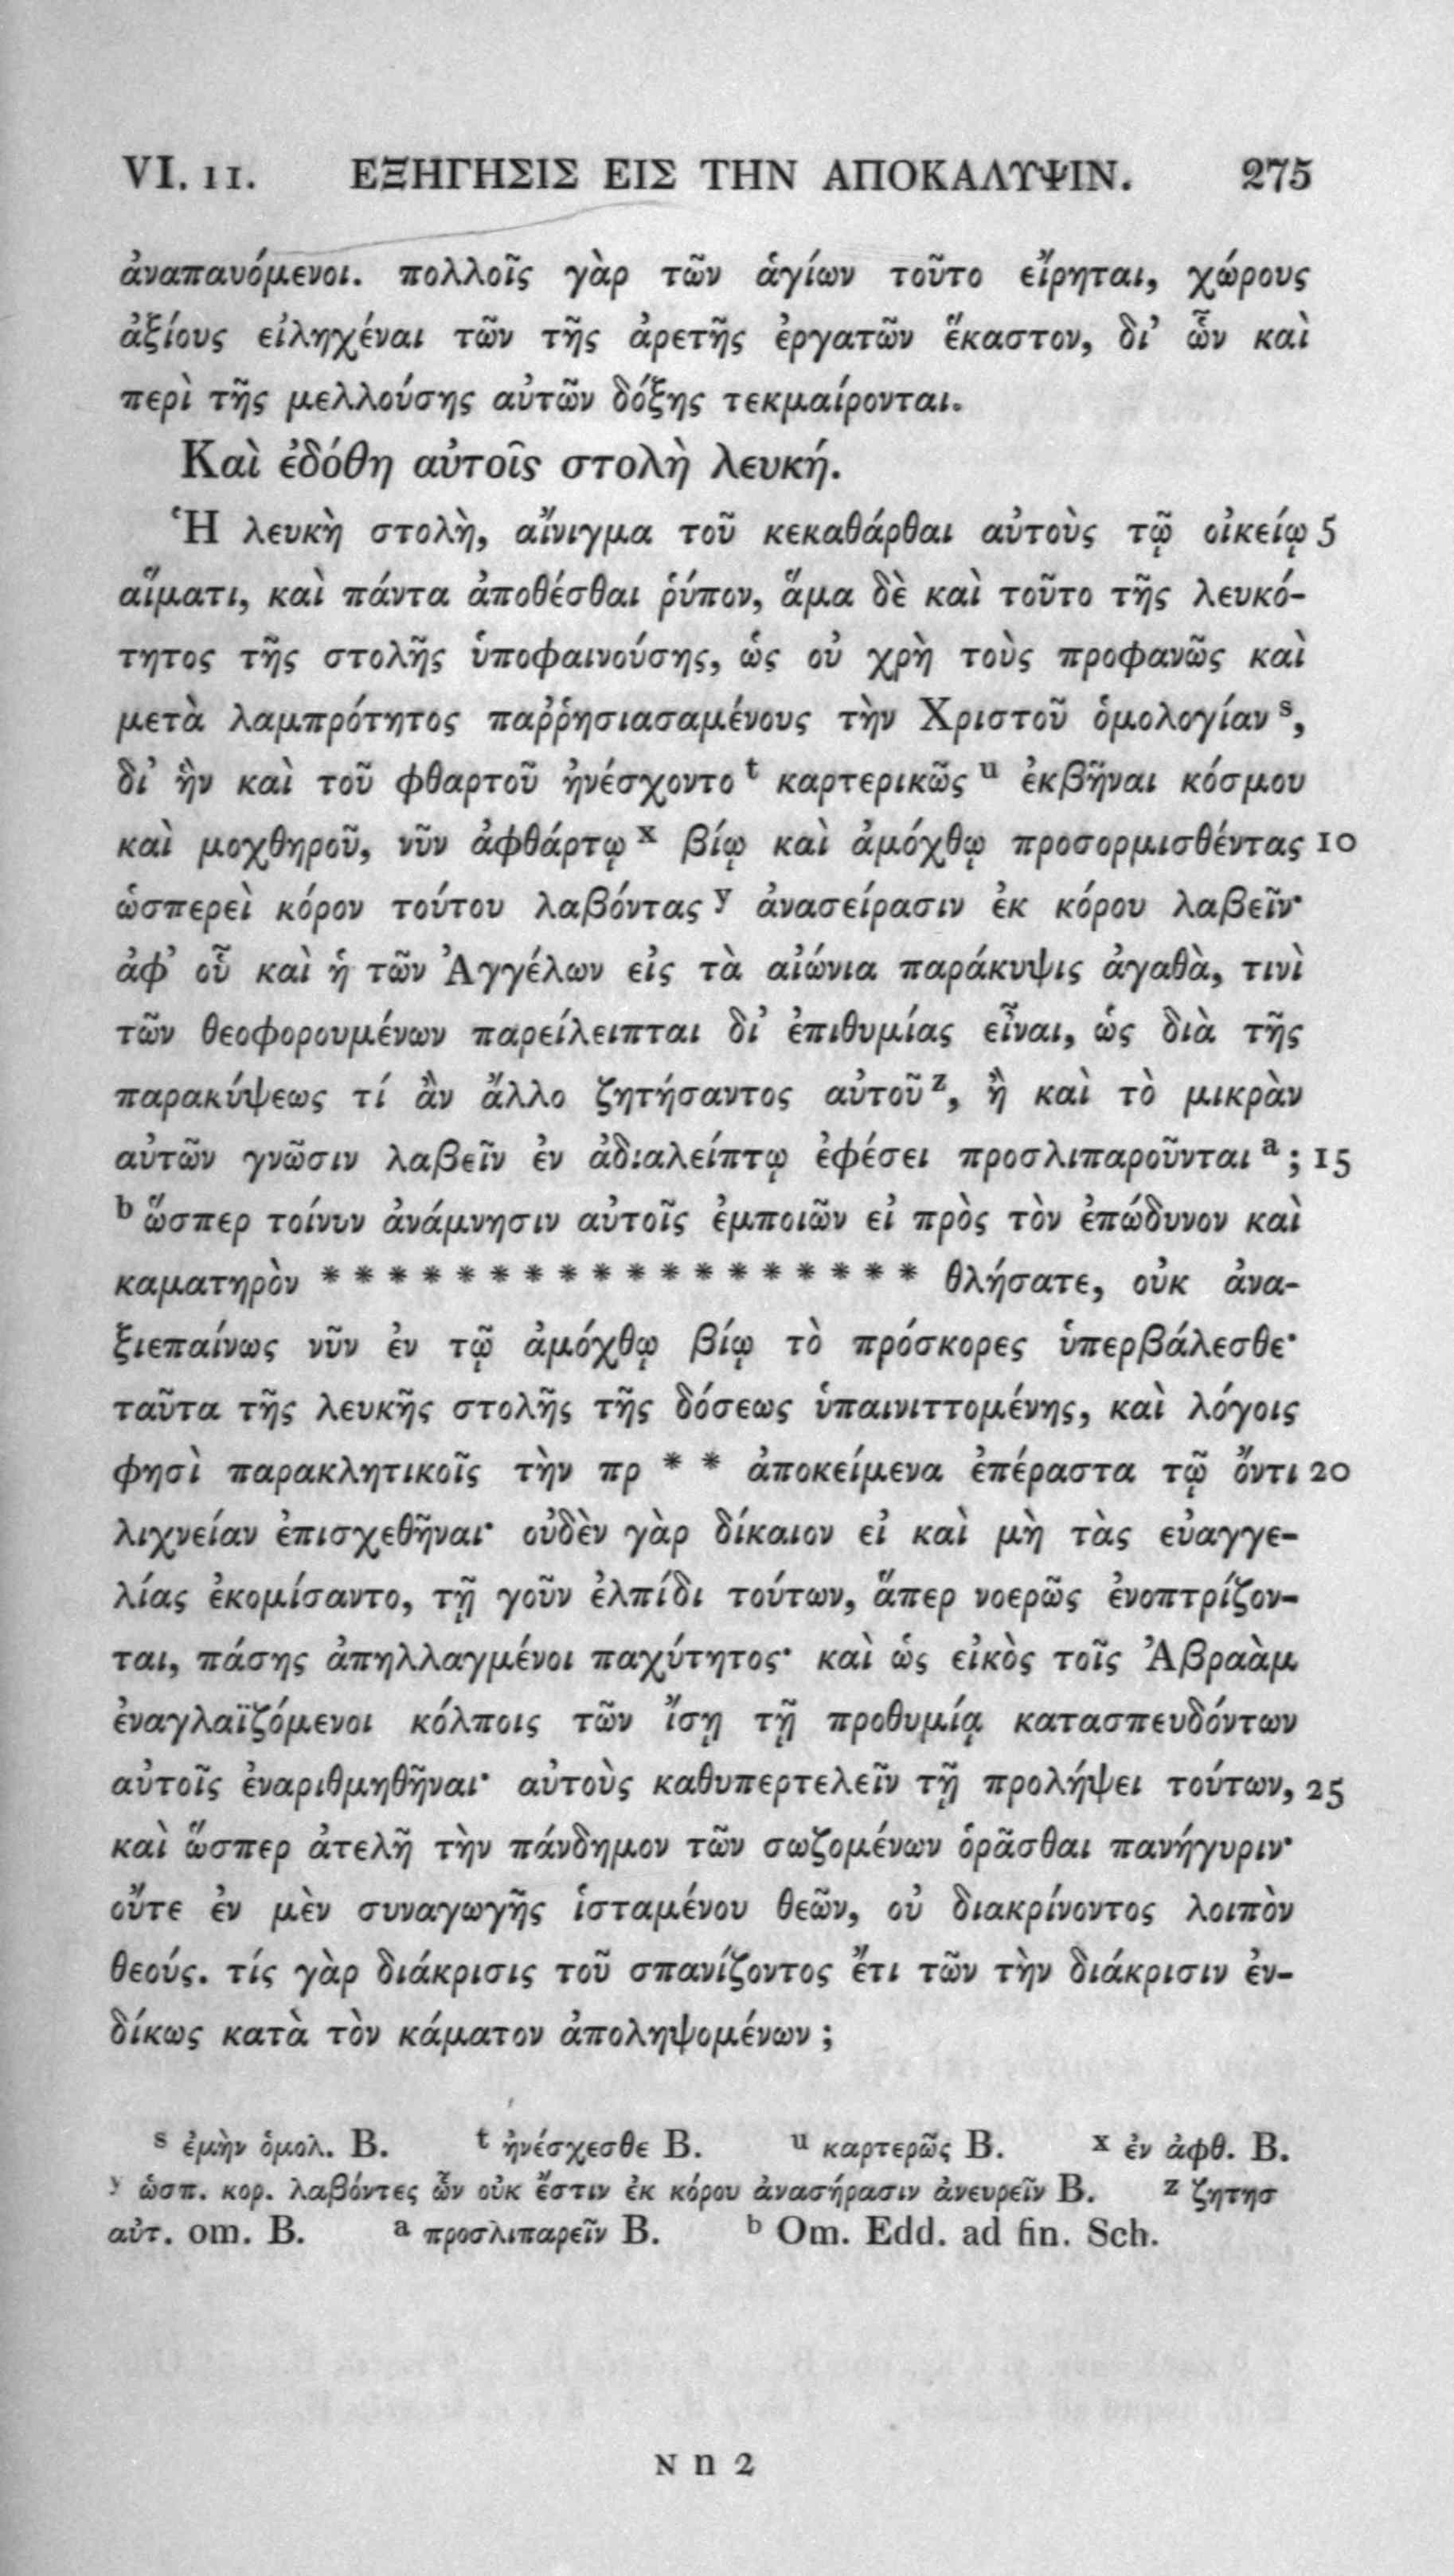 VI. 11. ΕΞΗΓΗΣΙΣ ΕΙΣ ΤΗΝ ΑΠΟΚΑΛΥΨΙΝ. 275
ἀναπαυόμενοι. πολλοῖς γὰρ τῶν ἁγίων τοῦτο εἴρηται, χώρους
ἀξίους εἰληχέναι τῶν τῆς ἀρετῆς ἐργατῶν ἕκαστον, δι’ ὧν καὶ
περὶ τῆς μελλούσης αὐτῶν δόξης τεκμαίρονται.
Καὶ ἐδόθη αὐτοῖς στολὴ λευκή.
Ἡ λευκὴ στολὴ, αἴνιγμα τοῦ κεκαθάρθαι αὐτοὺς τῷ οἰκείῳ 5
αἵματι, καὶ πάντα ἀποθέσθαι ῥύπον, ἅμα δὲ καὶ τοῦτο τῆς λευκό-
τητος τῆς στολῆς ὑποφαινούσης, ὡς οὐ χρὴ τοὺς προφανῶς καὶ
μετὰ λαμπρότητος παῤῥησιασαμένους τὴν Χριστοῦ ὁμολογίαν s,
δι’ ἣν καὶ τοῦ φθαρτοῦ ἠνέσχοντο t καρτερικῶς u ἐκβῆναι κόσμου
καὶ μοχθηροῦ, νῦν ἀφθάρτῳ x βίῳ καὶ ἀμόχθῳ προσορμισθέντας 10
ὡσπερεὶ κόρον τούτου λαβόντας y ἀνασείρασιν ἐκ κόρου λαβεῖν·
ἀφ’ οὗ καὶ ἡ τῶν Ἀγγέλων εἰς τὰ αἰώνια παράκυψις ἀγαθὰ, τινὶ
τῶν θεοφορουμένων παρείλειπται δι’ ἐπιθυμίας εἶναι, ὡς διὰ τῆς
παρακύψεως τί ἂν ἄλλο ζητήσαντος αὐτοῦ z, ἢ καὶ τὸ μικρὰν
αὐτῶν γνῶσιν λαβεῖν ἐν ἀδιαλείπτῳ ἐφέσει προσλιπαροῦνται a ; 15
b ὥσπερ τοίνυν ἀνάμνησιν αὐτοῖς ἐμποιῶν εἰ πρὸς τὸν ἐπώδυνον καὶ
καματηρὸν * * * * * * * * * * * * * * * * * * θλήσατε, οὐκ ἀνα-
ξιεπαίνως νῦν ἐν τῷ ἀμόχθῳ βίῳ τὸ πρόσκορες ὑπερβάλεσθε·
ταῦτα τῆς λευκῆς στολῆς τῆς δόσεως ὑπαινιττομένης, καὶ λόγοις
φησὶ παρακλητικοῖς τὴν πρ * * ἀποκείμενα ἐπέραστα τῷ ὄντι 20
λιχνείαν ἐπισχεθῆναι· οὐδὲν γὰρ δίκαιον εἰ καὶ μὴ τὰς εὐαγγε-
λίας ἐκομίσαντο, τῇ γοῦν ἐλπίδι τούτων, ἅπερ νοερῶς ἐνοπτρίζον-
ται, πάσης ἀπηλλαγμένοι παχύτητος· καὶ ὡς εἰκὸς τοῖς Ἀβραὰμ
ἐναγλαϊζόμενοι κόλποις τῶν ἴσῃ τῇ προθυμίᾳ κατασπευδόντων
αὐτοῖς ἐναριθμηθῆναι· αὐτοὺς καθυπερτελεῖν τῇ προλήψει τούτων, 25
καὶ ὥσπερ ἀτελῆ τὴν πάνδημον τῶν σωζομένων ὁρᾶσθαι πανήγυριν·
οὔτε ἐν μὲν συναγωγῆς ἱσταμένου θεῶν, οὐ διακρίνοντος λοιπὸν
θεούς. τίς γὰρ διάκρισις τοῦ σπανίζοντος ἔτι τῶν τὴν διάκρισιν ἐν-
δίκως κατὰ τὸν κάματον ἀποληψομένων ;
s ἐμὴν ὁμολ. B. t ἠνέσχεσθε B. u καρτερῶς B. x ἐν ἀφθ. B.
y ὡσπ. κορ. λαβόντες ὧν οὐκ ἔστιν ἐκ κόρου ἀνασήρασιν ἀνευρεῖν B. z ζητησ
αὐτ. om. B. a προσλιπαρεῖν B. b Om. Edd. ad fin. Sch.
N n 2